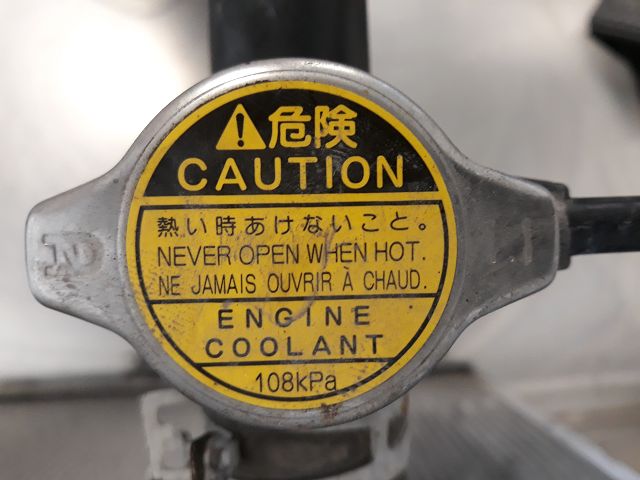 ⚠危険
CAUTION
熱い時あけないこと。
NEVER OPEN WHEN HOT.
NE JAMAIS OUVRIR À CHAUD.
ENGINE
COOLANT
108kPa